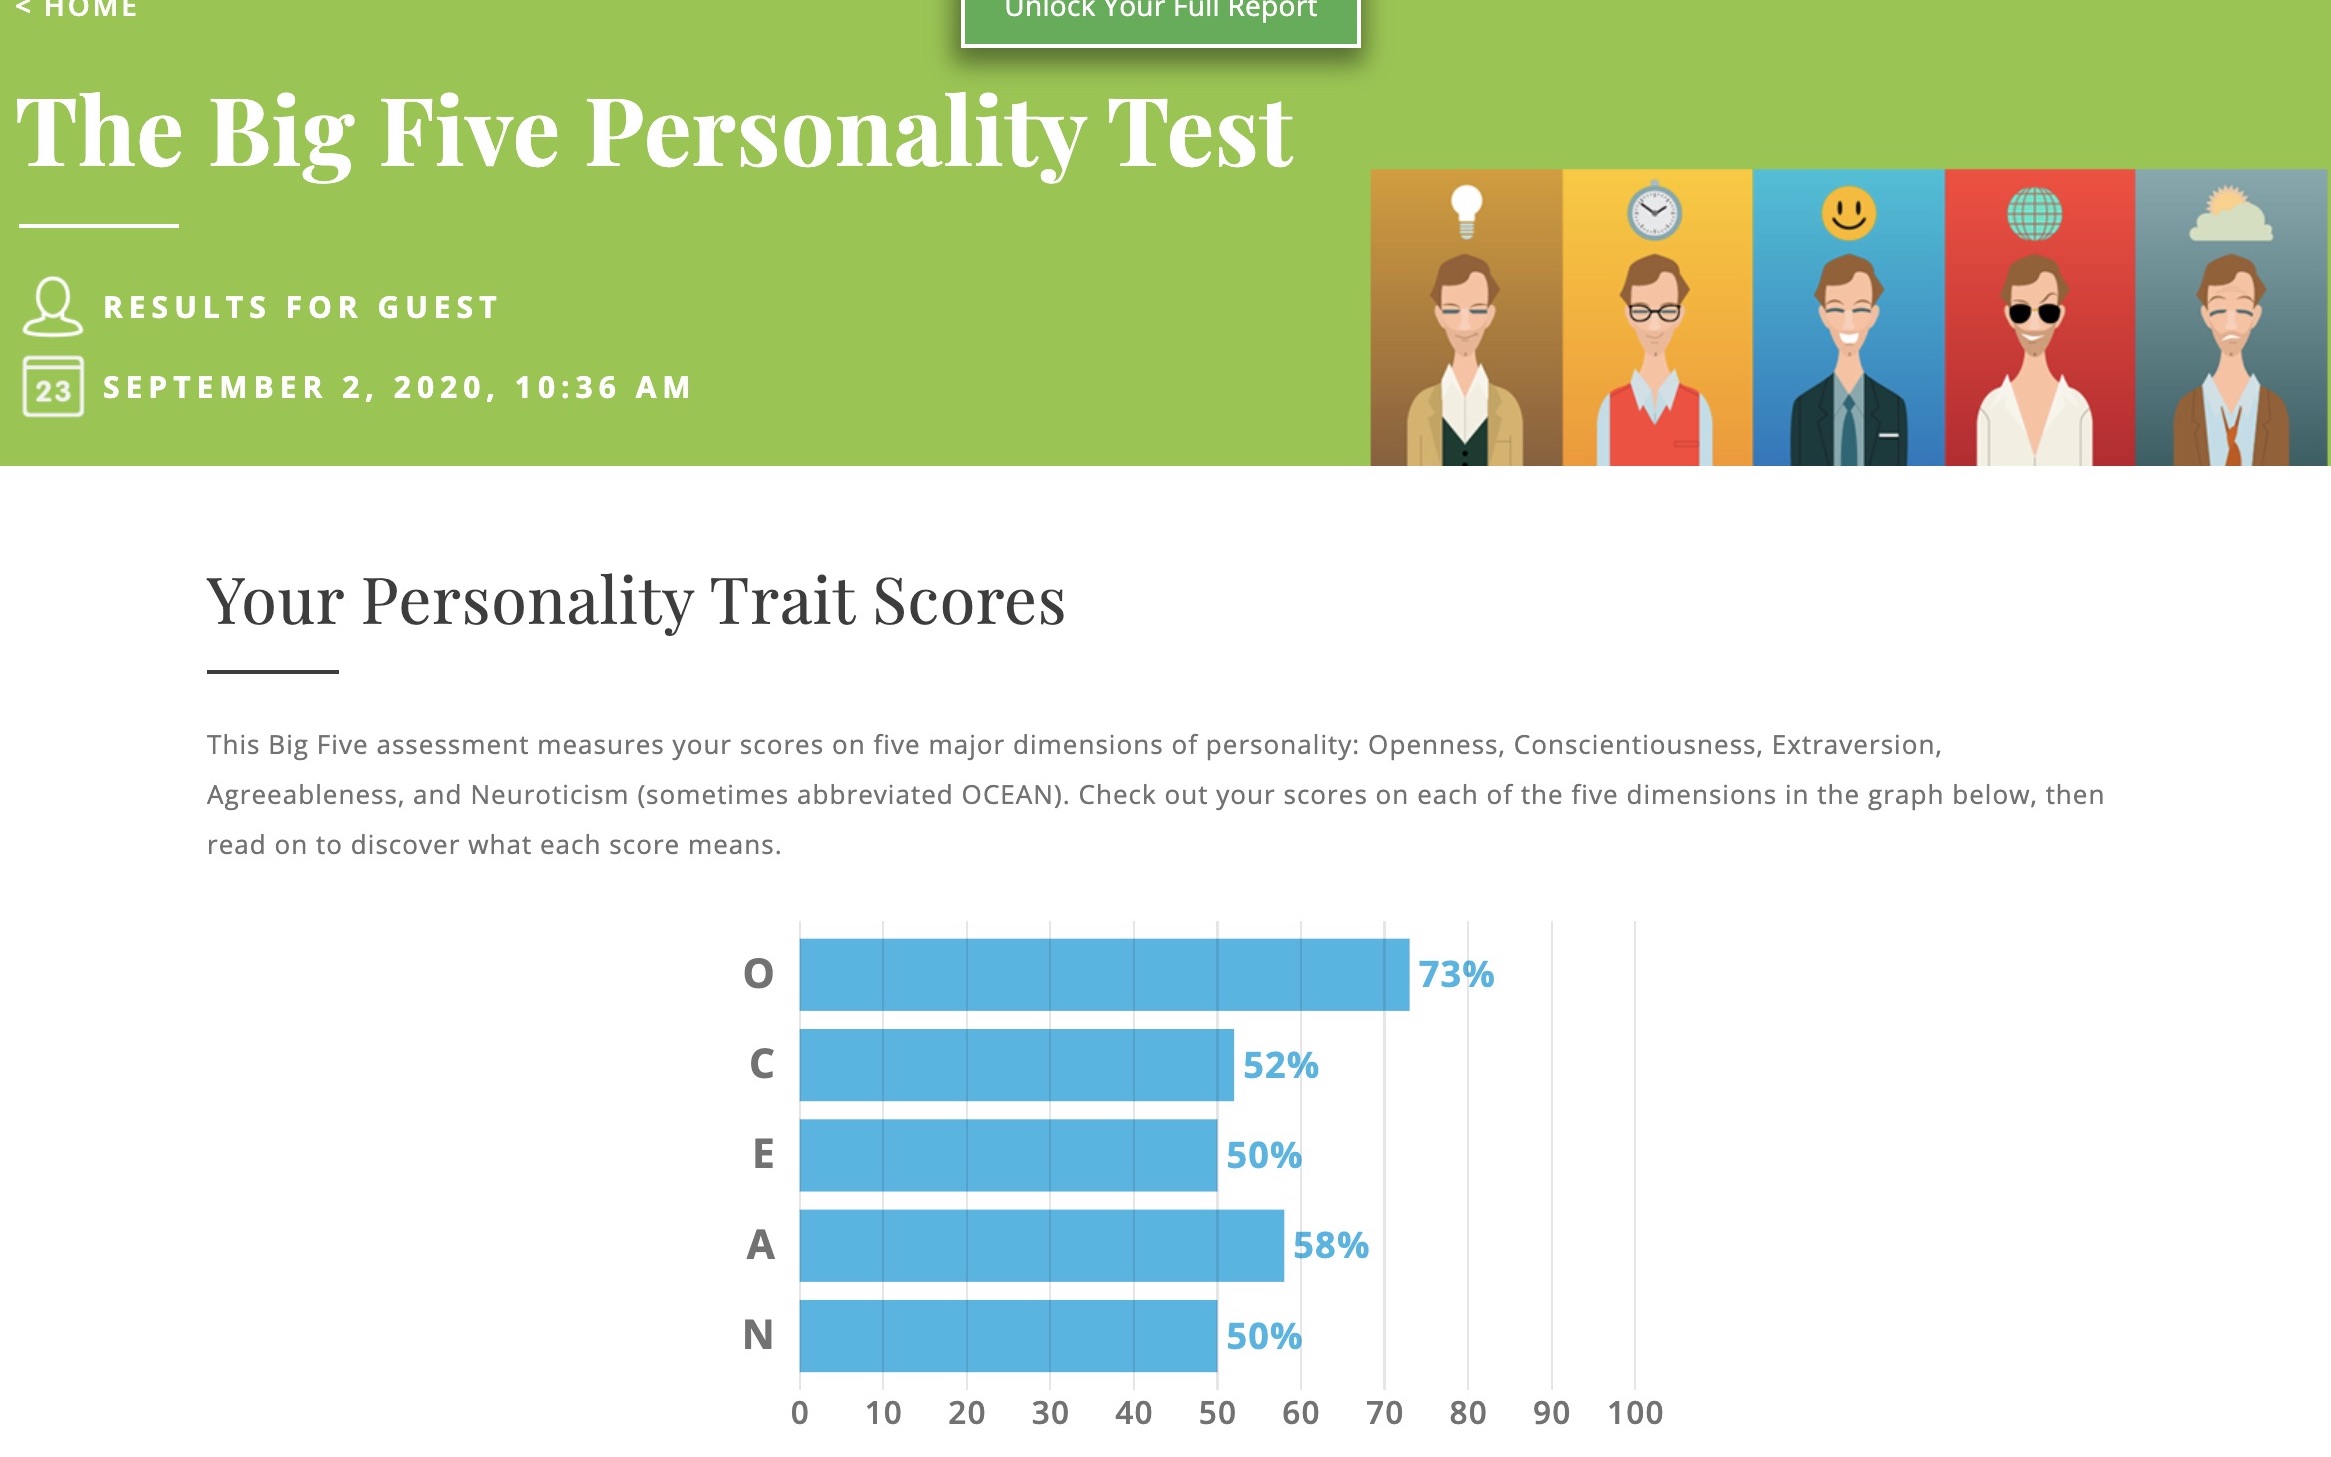 < HOME
Unlock Your Full Report
The Big Five Personality Test
RESULTS FOR GUEST
23
SEPTEMBER 2, 2020, 10:36 AM
Your Personality Trait Scores
This Big Five assessment measures your scores on five major dimensions of personality: Openness, Conscientiousness, Extraversion,
Agreeableness, and Neuroticism (sometimes abbreviated OCEAN). Check out your scores on each of the five dimensions in the graph below, then
read on to discover what each score means.
O 73%
C 52%
E 50%
A 58%
N 50%
0 10 20 30 40 50 60 70 80 90 100